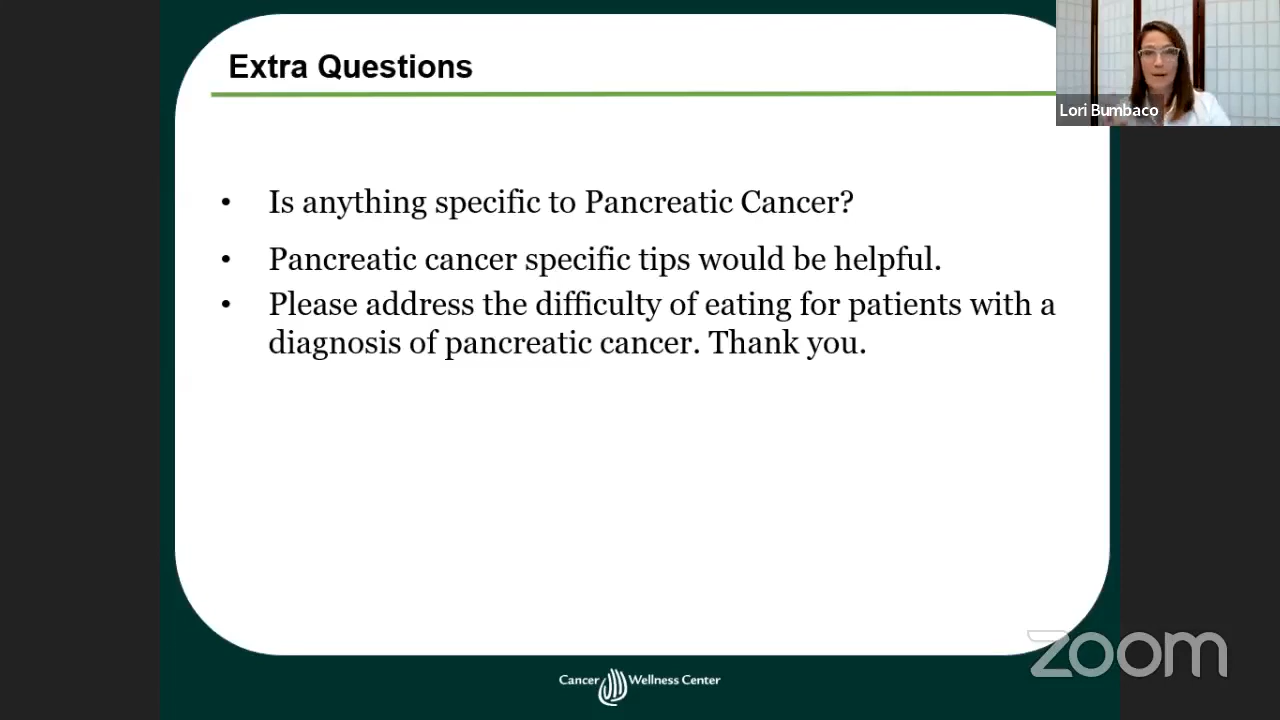 Extra Questions
Lori Bumbaco
• Is anything specific to Pancreatic Cancer?
• Pancreatic cancer specific tips would be helpful.
• Please address the difficulty of eating for patients with a
diagnosis of pancreatic cancer. Thank you.
zoom
Cancer Wellness Center